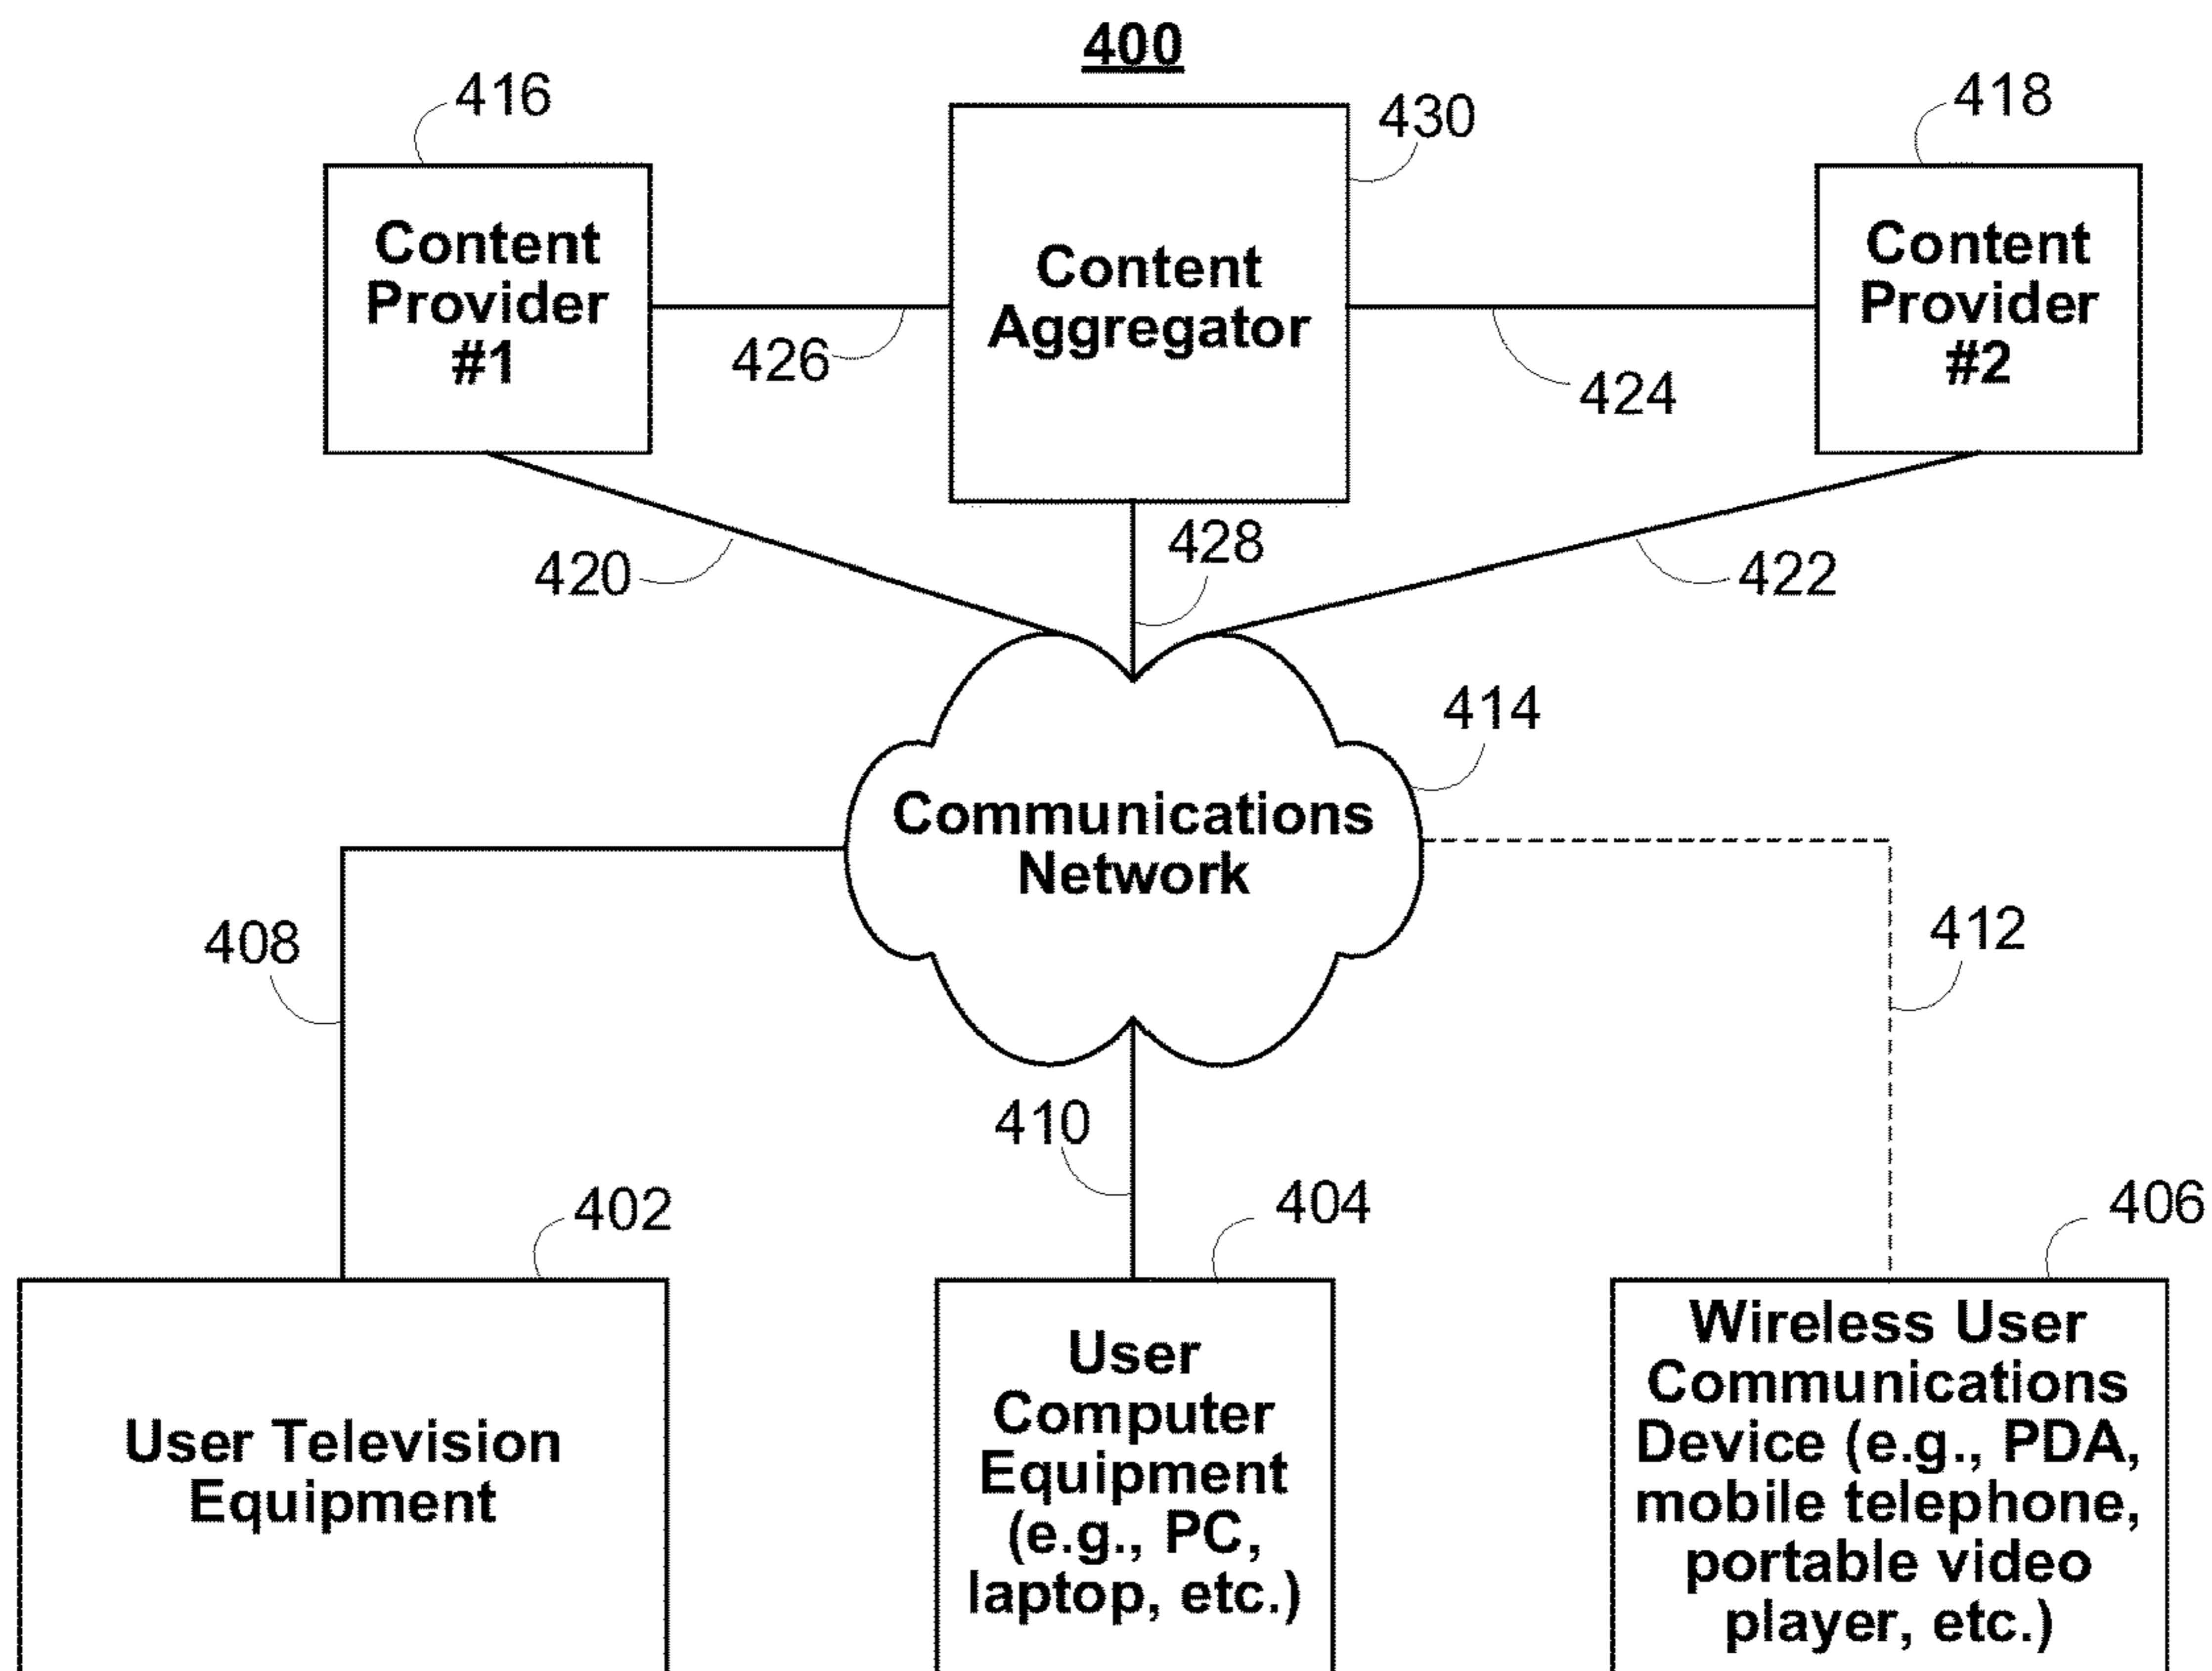 400
416
430
418
Content
Provider
#1
Content
Aggregator
Content
Provider
#2
426
424
420
428
422
414
Communications
Network
408
412
410
402
404
406
User Television
Equipment
User
Computer
Equipment
(e.g., PC,
laptop, etc.)
Wireless User
Communications
Device (e.g., PDA,
mobile telephone,
portable video
player, etc.)